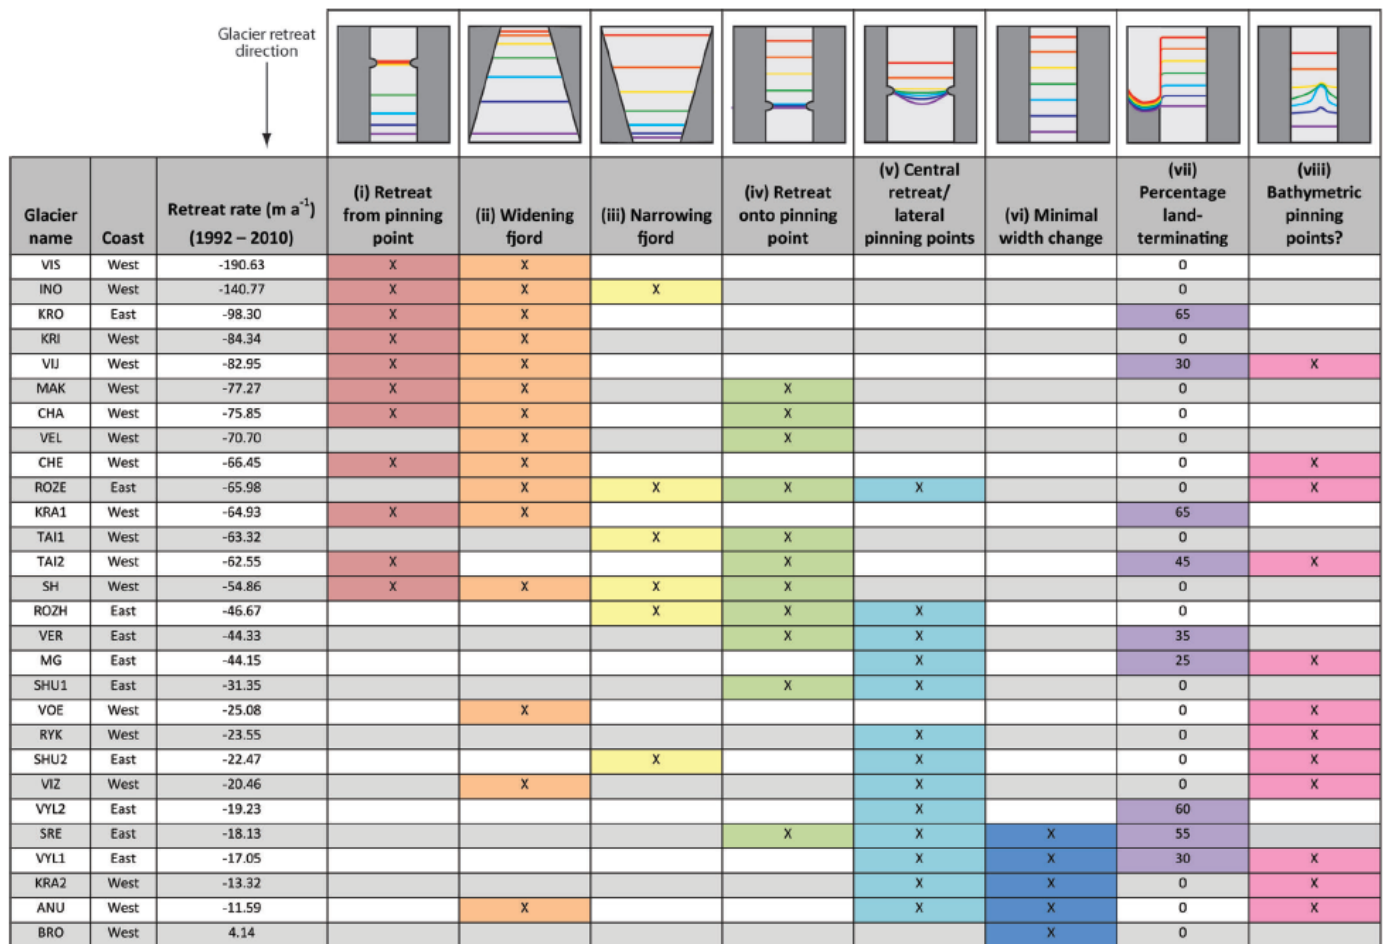 Glacier retreat
direction
Glacier name | Coast | Retreat rate (m a⁻¹) (1992 – 2010) | (i) Retreat from pinning point | (ii) Widening fjord | (iii) Narrowing fjord | (iv) Retreat onto pinning point | (v) Central retreat/ lateral pinning points | (vi) Minimal width change | (vii) Percentage land-terminating | (viii) Bathymetric pinning points?
VIS | West | -190.63 | X | X | | | | | 0 |
INO | West | -140.77 | X | X | X | | | | 0 |
KRO | East | -98.30 | X | X | | | | | 65 |
KRI | West | -84.34 | X | X | | | | | 0 |
VIJ | West | -82.95 | X | X | | | | | 30 | X
MAK | West | -77.27 | X | X | | X | | | 0 |
CHA | West | -75.85 | X | X | | X | | | 0 |
VEL | West | -70.70 | | X | | X | | | 0 |
CHE | West | -66.45 | X | X | | | | | 0 | X
ROZE | East | -65.98 | | X | X | X | X | | 0 | X
KRA1 | West | -64.93 | X | X | | | | | 65 |
TAI1 | West | -63.32 | | | X | X | | | 0 |
TAI2 | West | -62.55 | X | | | X | | | 45 | X
SH | West | -54.86 | X | X | X | X | | | 0 |
ROZH | East | -46.67 | | | X | X | X | | 0 |
VER | East | -44.33 | | | | X | X | | 35 |
MG | East | -44.15 | | | | | X | | 25 | X
SHU1 | East | -31.35 | | | | X | X | | 0 |
VOE | West | -25.08 | | X | | | | | 0 | X
RYK | West | -23.55 | | | | | X | | 0 | X
SHU2 | East | -22.47 | | | X | | X | | 0 | X
VIZ | West | -20.46 | | X | | | X | | 0 | X
VYL2 | East | -19.23 | | | | | X | | 60 |
SRE | East | -18.13 | | | | X | X | X | 55 |
VYL1 | East | -17.05 | | | | | X | X | 30 | X
KRA2 | West | -13.32 | | | | | X | X | 0 | X
ANU | West | -11.59 | | X | | | X | X | 0 | X
BRO | West | 4.14 | | | | | | X | 0 |